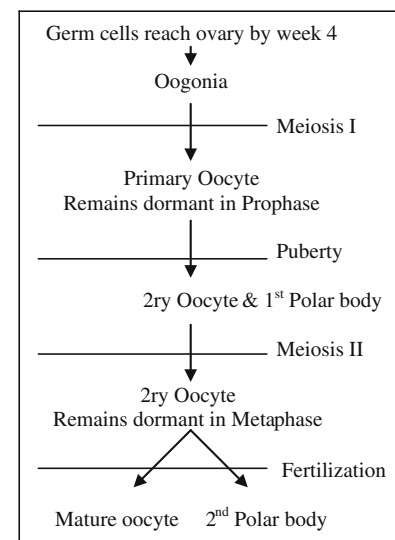 Germ cells reach ovary by week 4
Oogonia
Meiosis I
Primary Oocyte
Remains dormant in Prophase
Puberty
2ry Oocyte & 1st Polar body
Meiosis II
2ry Oocyte
Remains dormant in Metaphase
Fertilization
Mature oocyte 2nd Polar body